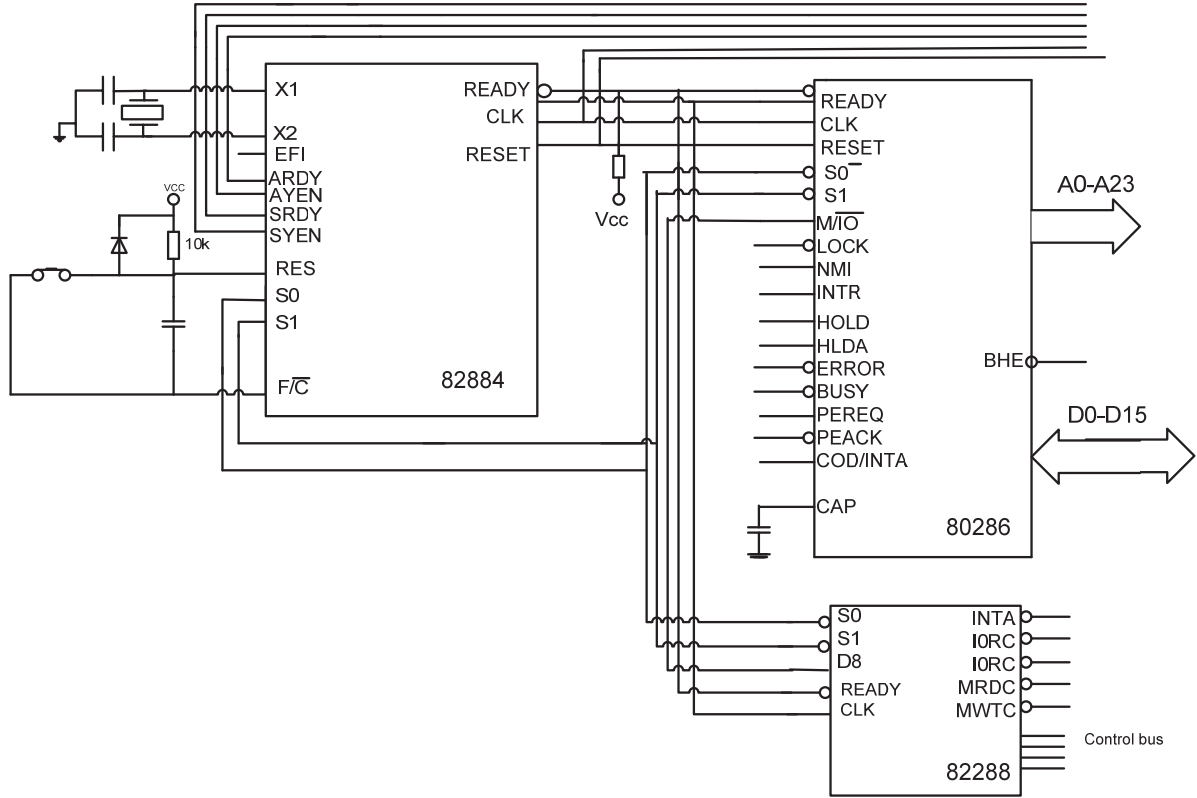 X1
X2
EFI
ARDY
AYEN
SRDY
SYEN
RES
S0
S1
F/C̅
READY
CLK
RESET
82884
VCC
10k
Vcc
READY
CLK
RESET
S0
S1
M/I̅O̅
LOCK
NMI
INTR
HOLD
HLDA
ERROR
BUSY
PEREQ
PEACK
COD/INTA
CAP
BHE
80286
A0-A23
D0-D15
S0
S1
D8
READY
CLK
INTA
I0RC
I0RC
MRDC
MWTC
82288
Control bus